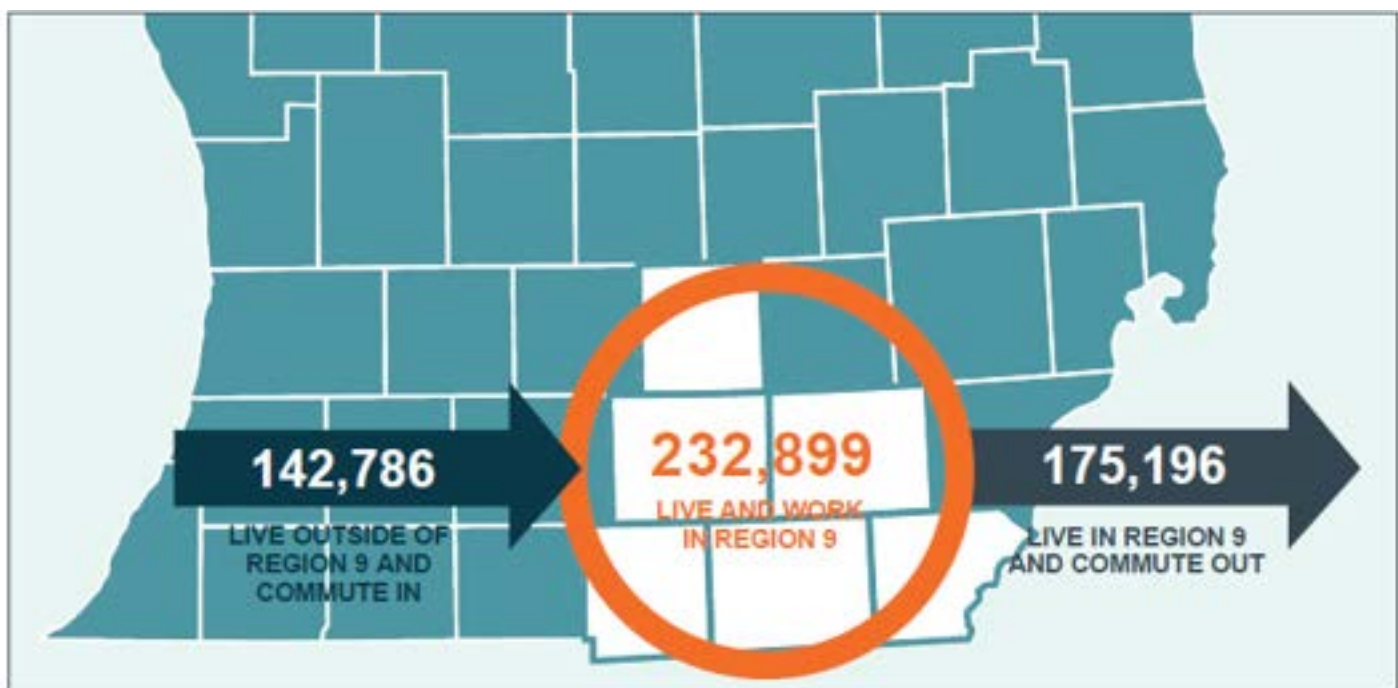 142,786
LIVE OUTSIDE OF
REGION 9 AND
COMMUTE IN
232,899
LIVE AND WORK
IN REGION 9
175,196
LIVE IN REGION 9
AND COMMUTE OUT